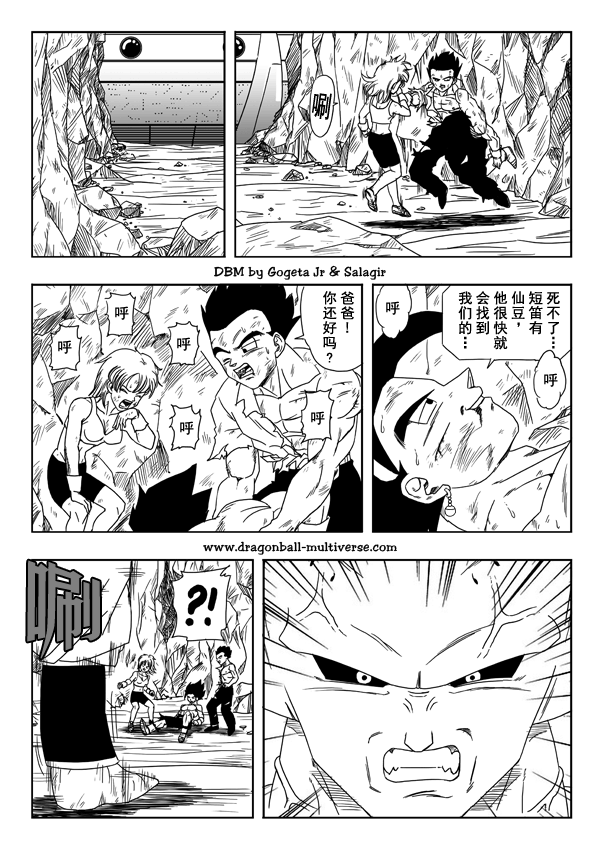 唰
DBM by Gogeta Jr & Salagir
爸爸！
你还好吗？
呼
呼
呼
呼
呼
死不了…
短笛有
仙豆，
他很快就
会找到
我们的…
呼
呼
www.dragonball-multiverse.com
唰
?!